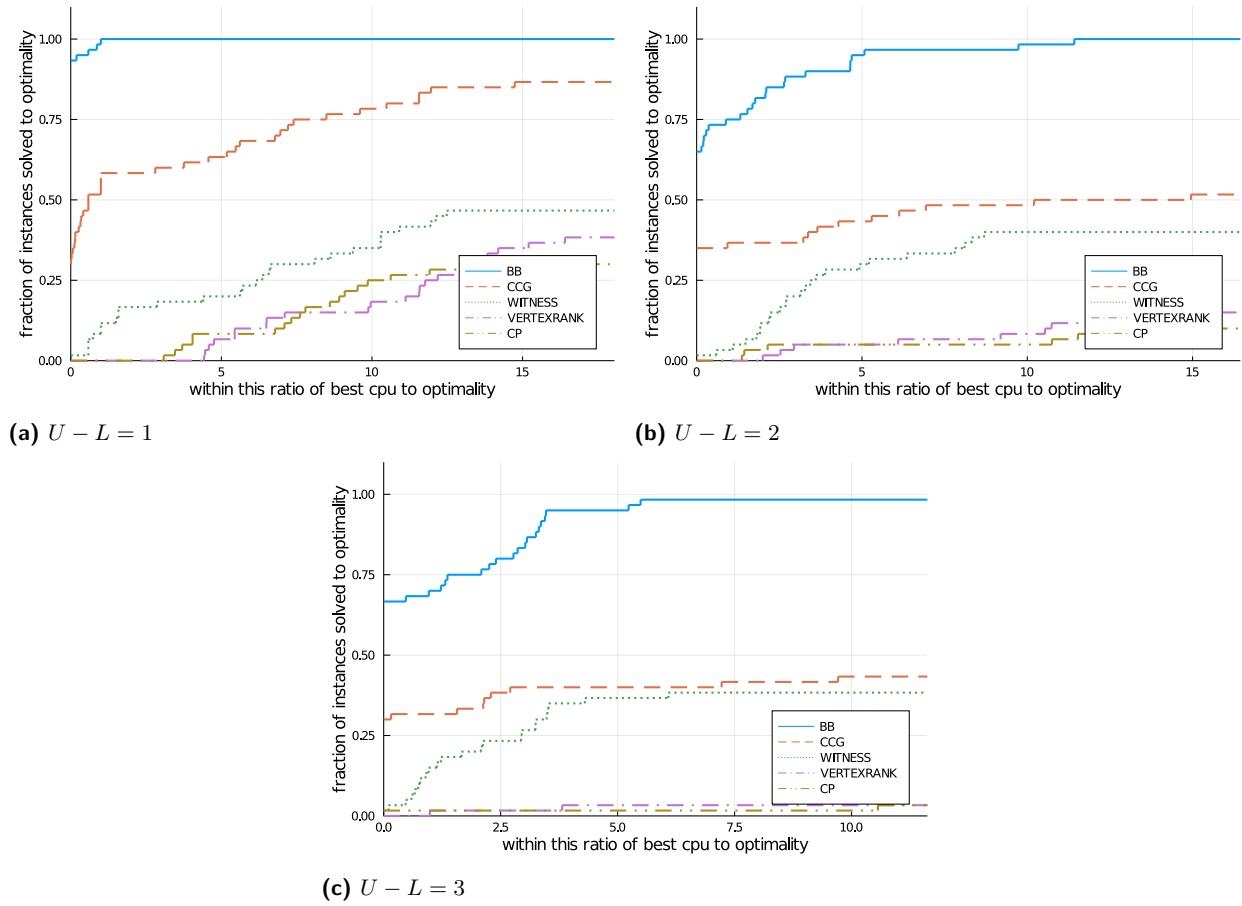 fraction of instances solved to optimality
1.00
0.75
0.50
0.25
0.00
0
5
10
15
within this ratio of best cpu to optimality
BB
CCG
WITNESS
VERTEXRANK
CP
(a) U − L = 1
fraction of instances solved to optimality
1.00
0.75
0.50
0.25
0.00
0
5
10
15
within this ratio of best cpu to optimality
BB
CCG
WITNESS
VERTEXRANK
CP
(b) U − L = 2
fraction of instances solved to optimality
1.00
0.75
0.50
0.25
0.00
0.0
2.5
5.0
7.5
10.0
within this ratio of best cpu to optimality
BB
CCG
WITNESS
VERTEXRANK
CP
(c) U − L = 3